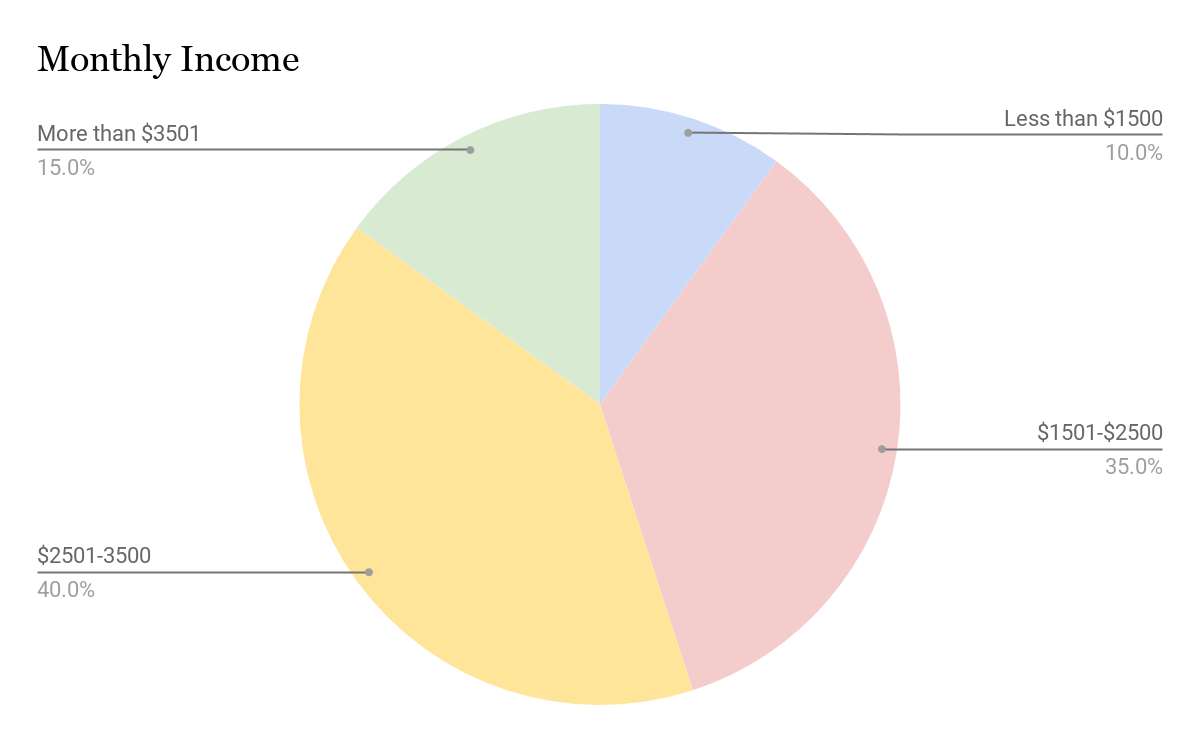 Monthly Income
More than $3501
15.0%
Less than $1500
10.0%
$1501-$2500
35.0%
$2501-3500
40.0%